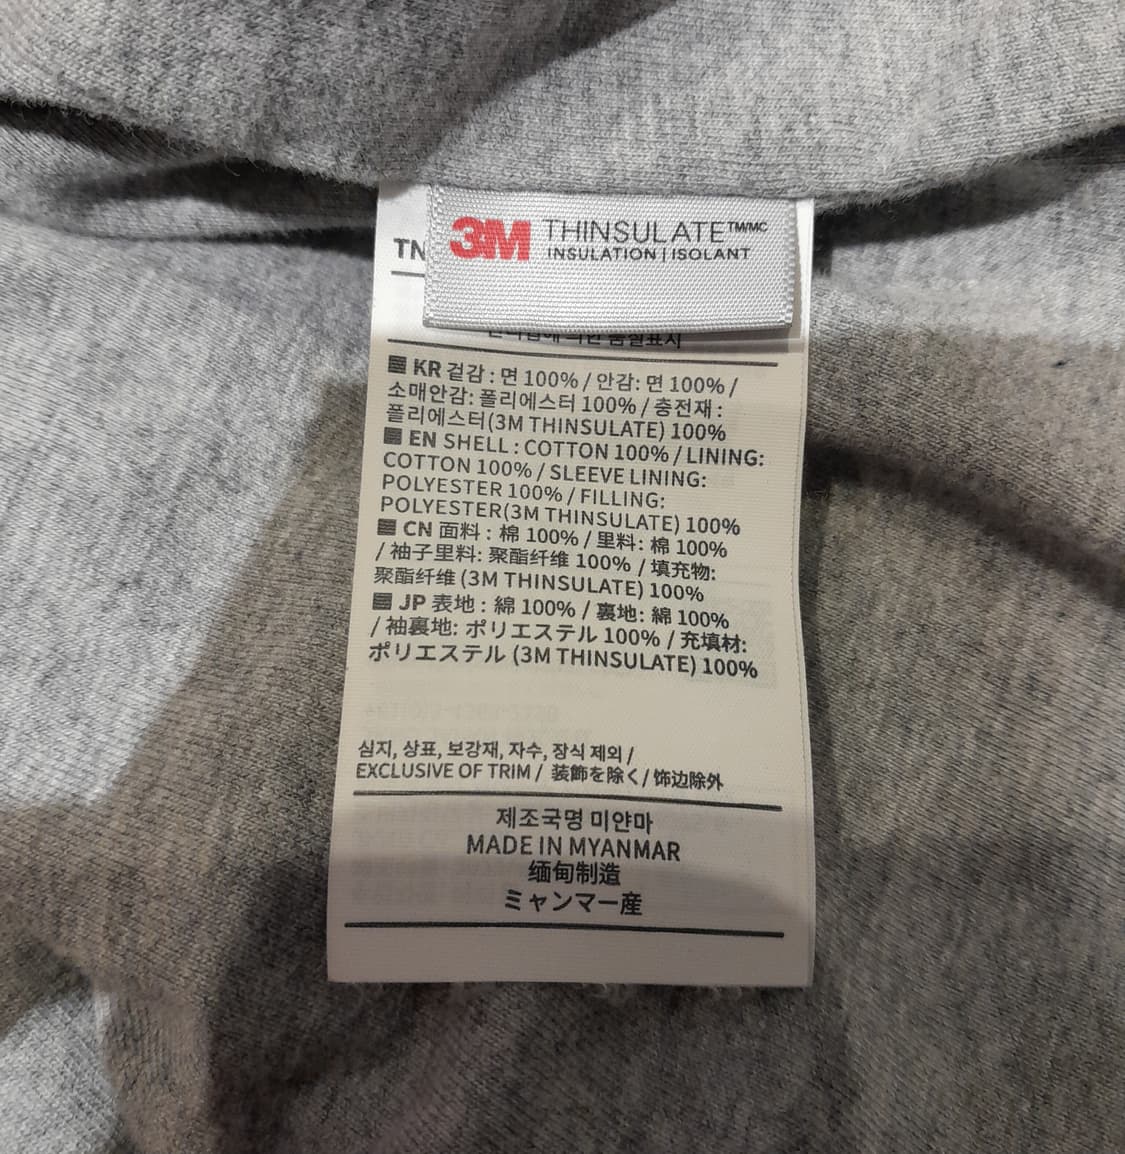 3M THINSULATE™/MC
INSULATION | ISOLANT
TN
의한 품질표시
KR 겉감 : 면 100% / 안감: 면 100% /
소매안감: 폴리에스터 100% / 충전재 :
폴리에스터(3M THINSULATE) 100%
EN SHELL : COTTON 100% / LINING:
COTTON 100% / SLEEVE LINING:
POLYESTER 100% / FILLING:
POLYESTER(3M THINSULATE) 100%
CN 面料 : 棉 100% / 里料: 棉 100%
/ 袖子里料: 聚酯纤维 100% / 填充物:
聚酯纤维 (3M THINSULATE) 100%
JP 表地 : 綿 100% / 裏地: 綿 100%
/ 袖裏地: ポリエステル 100% / 充填材:
ポリエステル (3M THINSULATE) 100%
심지, 상표, 보강재, 자수, 장식 제외 /
EXCLUSIVE OF TRIM / 装飾を除く/ 饰边除外
제조국명 미얀마
MADE IN MYANMAR
缅甸制造
ミャンマー産